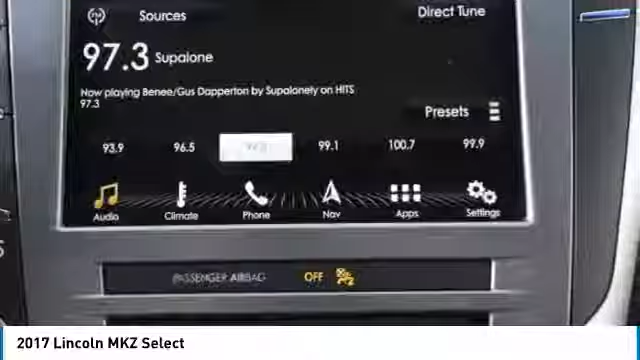 Sources
Direct Tune
97.3 Supalone
Now playing Benee/Gus Dapperton by Supalonely on HITS
97.3
Presets
93.9 96.5 97.3 99.1 100.7 99.9
Audio Climate Phone Nav Apps Settings
PASSENGER AIRBAG OFF
2017 Lincoln MKZ Select